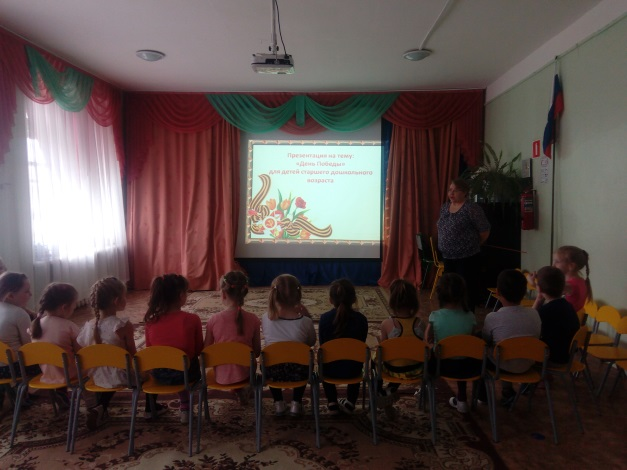 Презентация на тему:
«День Победы»
для детей старшего дошкольного
возраста